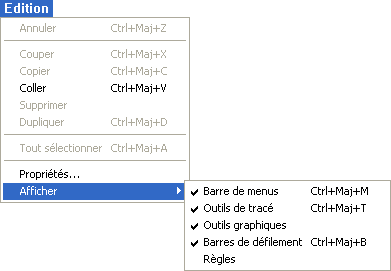 Edition
Annuler Ctrl+Maj+Z
Couper Ctrl+Maj+X
Copier Ctrl+Maj+C
Coller Ctrl+Maj+V
Supprimer
Dupliquer Ctrl+Maj+D
Tout sélectionner Ctrl+Maj+A
Propriétés...
Afficher
Barre de menus Ctrl+Maj+M
Outils de tracé Ctrl+Maj+T
Outils graphiques
Barres de défilement Ctrl+Maj+B
Règles